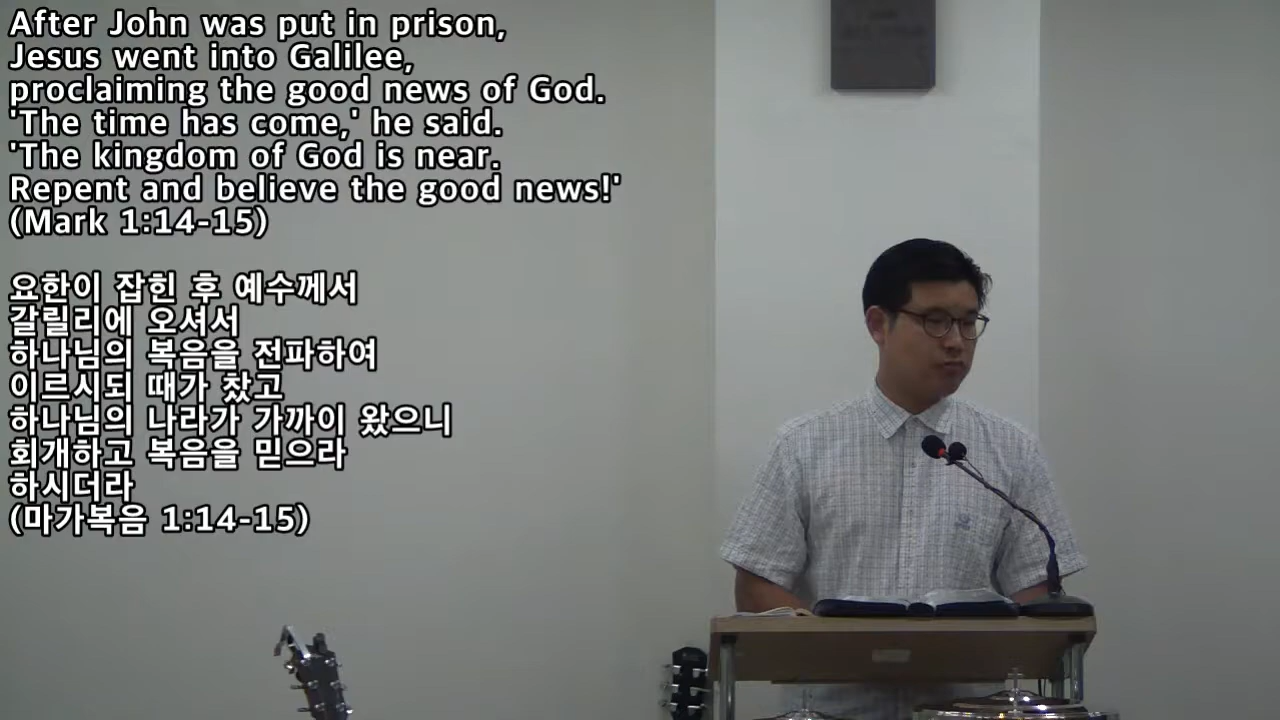 After John was put in prison,
Jesus went into Galilee,
proclaiming the good news of God.
'The time has come,' he said.
'The kingdom of God is near.
Repent and believe the good news!'
(Mark 1:14-15)
요한이 잡힌 후 예수께서
갈릴리에 오셔서
하나님의 복음을 전파하여
이르시되 때가 찼고
하나님의 나라가 가까이 왔으니
회개하고 복음을 믿으라
하시더라
(마가복음 1:14-15)